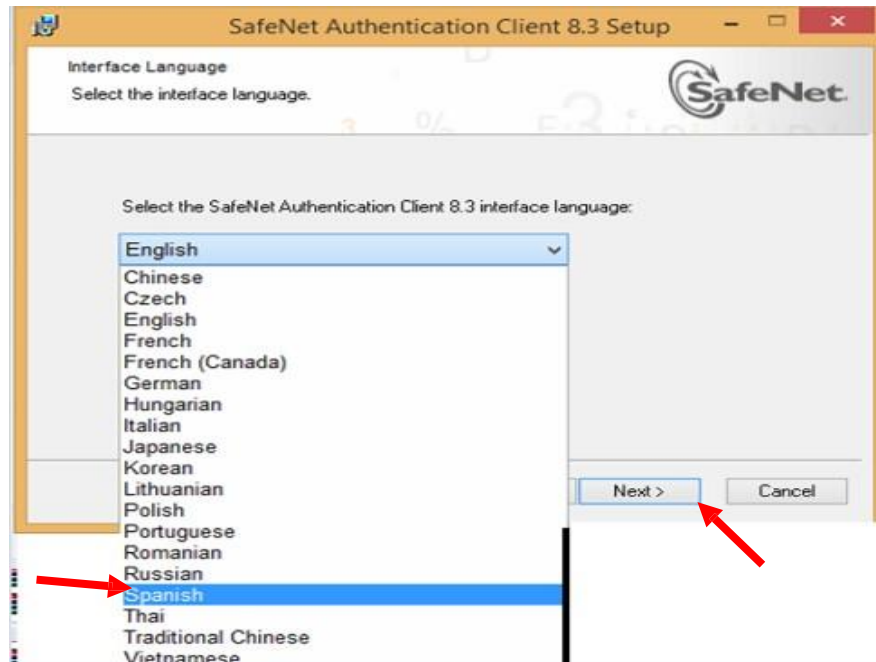 SafeNet Authentication Client 8.3 Setup
Interface Language
Select the interface language.
SafeNet.
Select the SafeNet Authentication Client 8.3 interface language:
English
Chinese
Czech
English
French
French (Canada)
German
Hungarian
Italian
Japanese
Korean
Lithuanian
Polish
Portuguese
Romanian
Russian
Spanish
Thai
Traditional Chinese
Vietnamese
Next >
Cancel